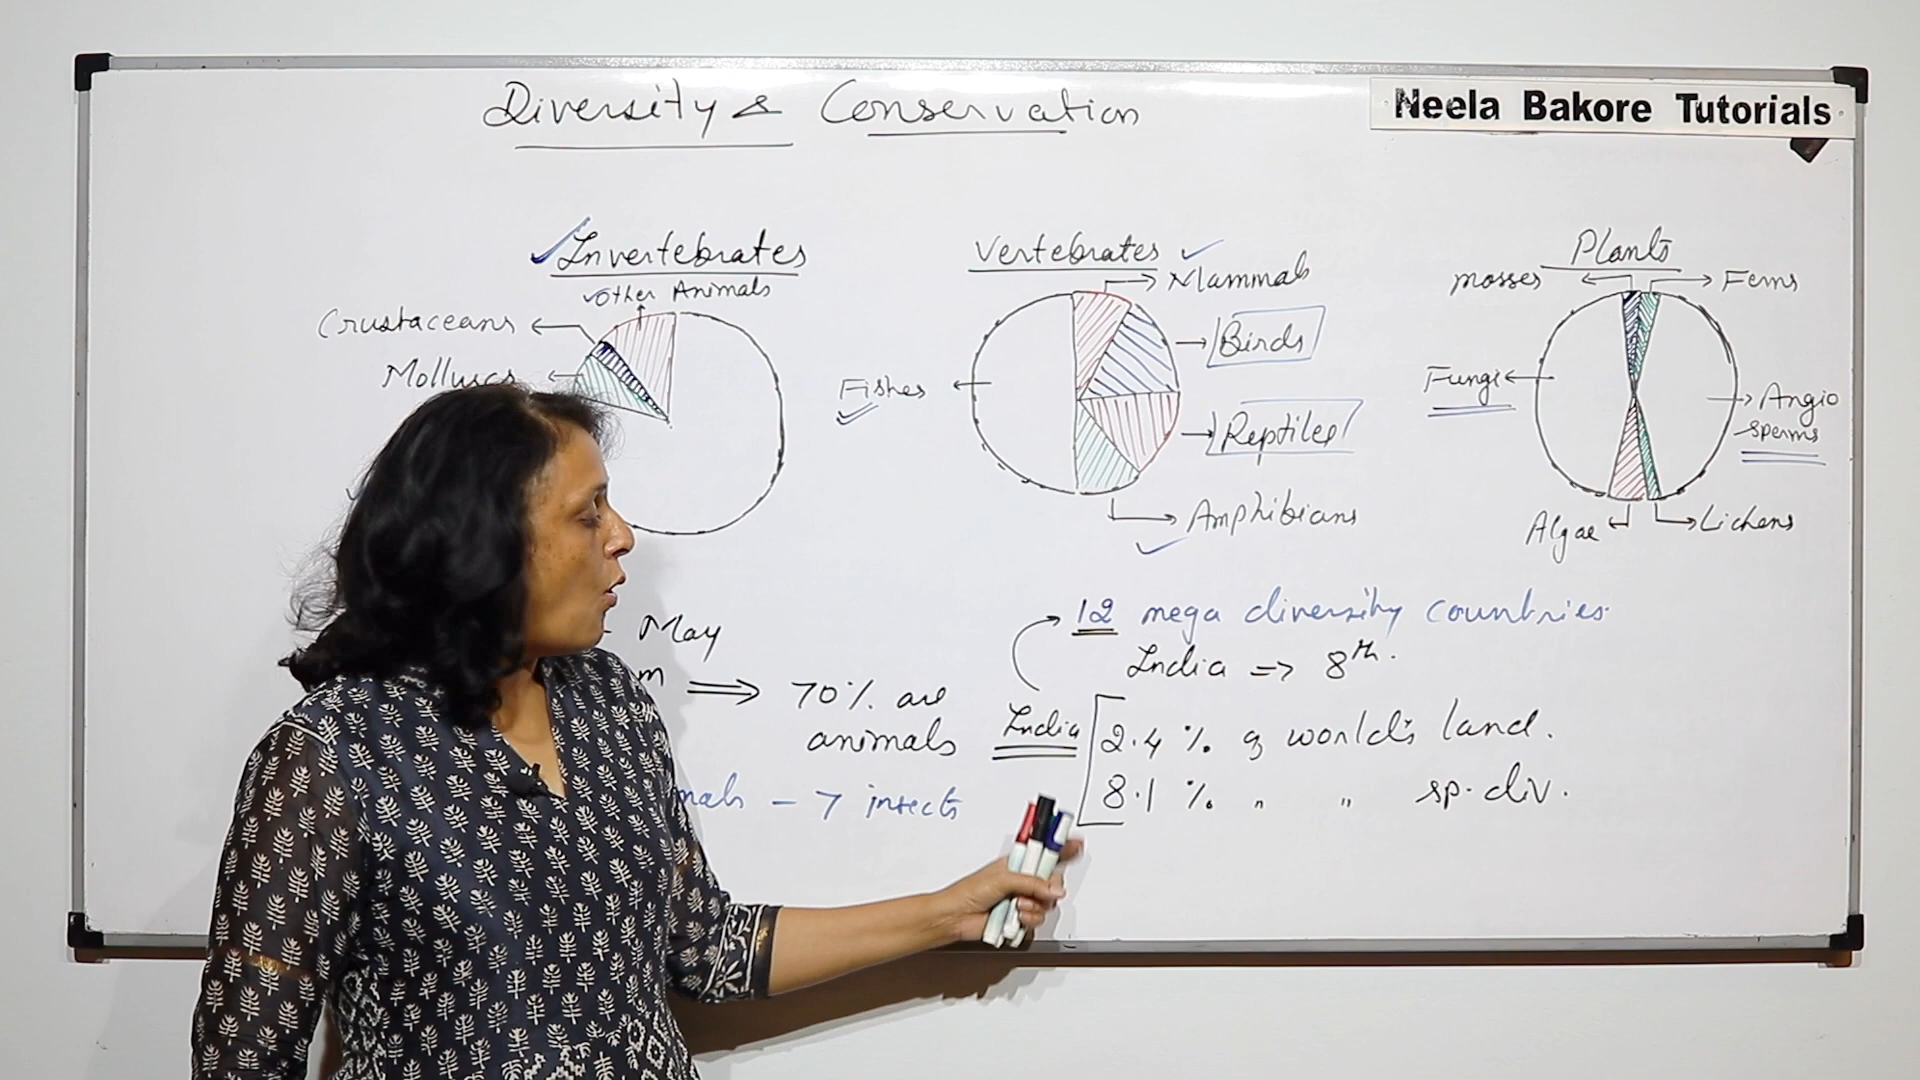 Diversity & Conservation
Neela Bakore Tutorials
Invertebrates
Other Animals
Crustaceans
Molluscs
Vertebrates
Mammals
Birds
Fishes
Reptiles
Amphibians
Plants
mosses
Ferns
Fungi
Angio
sperms
Algae
Lichens
May
m ⟹ 70% are
animals
mals - 7 insects
12 mega diversity countries.
India => 8th.
India
2.4 % of world's land.
8.1 % " " sp. div.